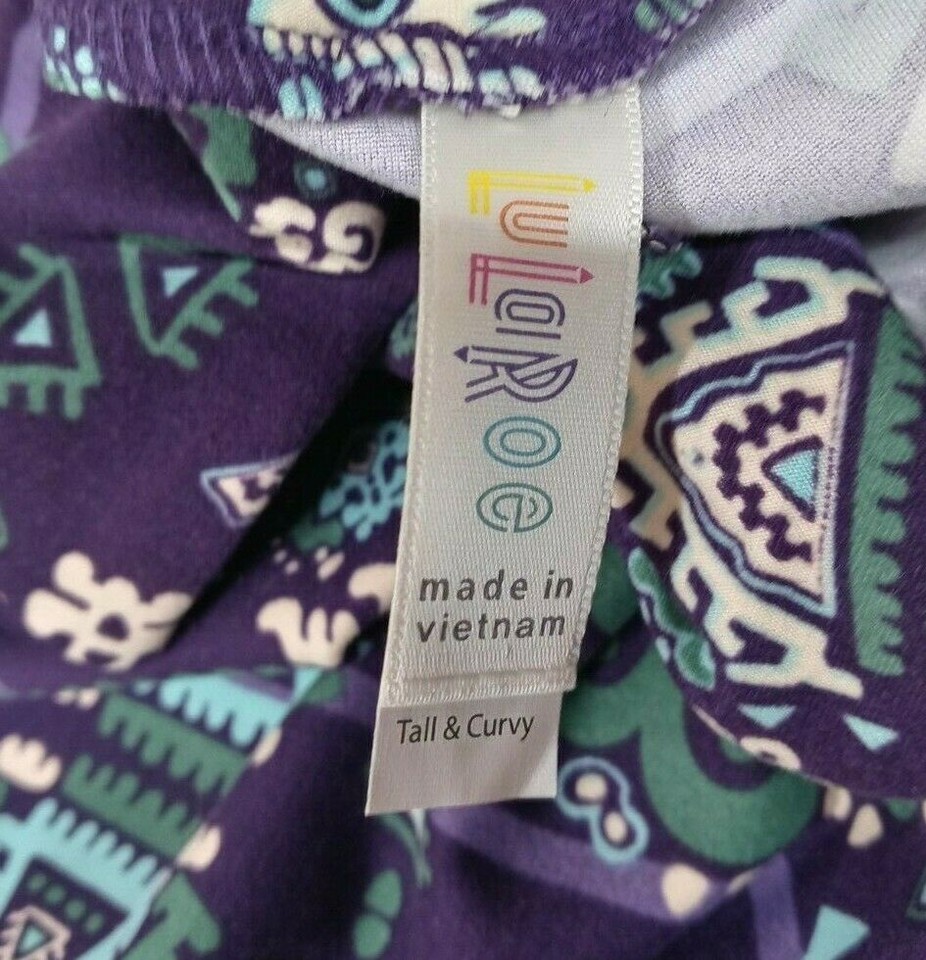 LuLaRoe
made in
vietnam
Tall & Curvy